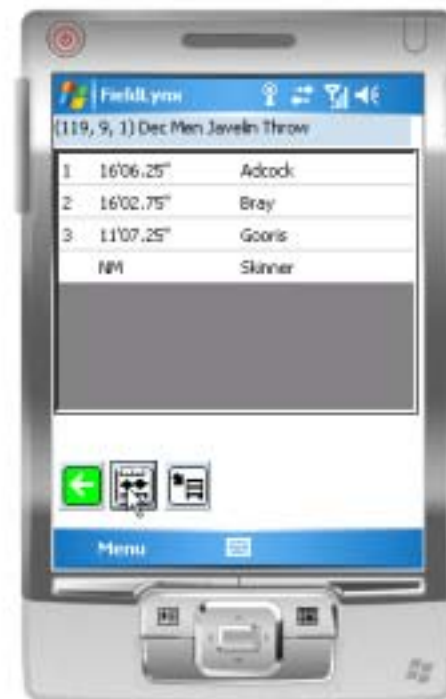 FieldLynx
(119, 9, 1) Dec Men Javelin Throw
1 16'06.25" Adcock
2 16'02.75" Bray
3 11'07.25" Gooris
NM Skinner
Menu